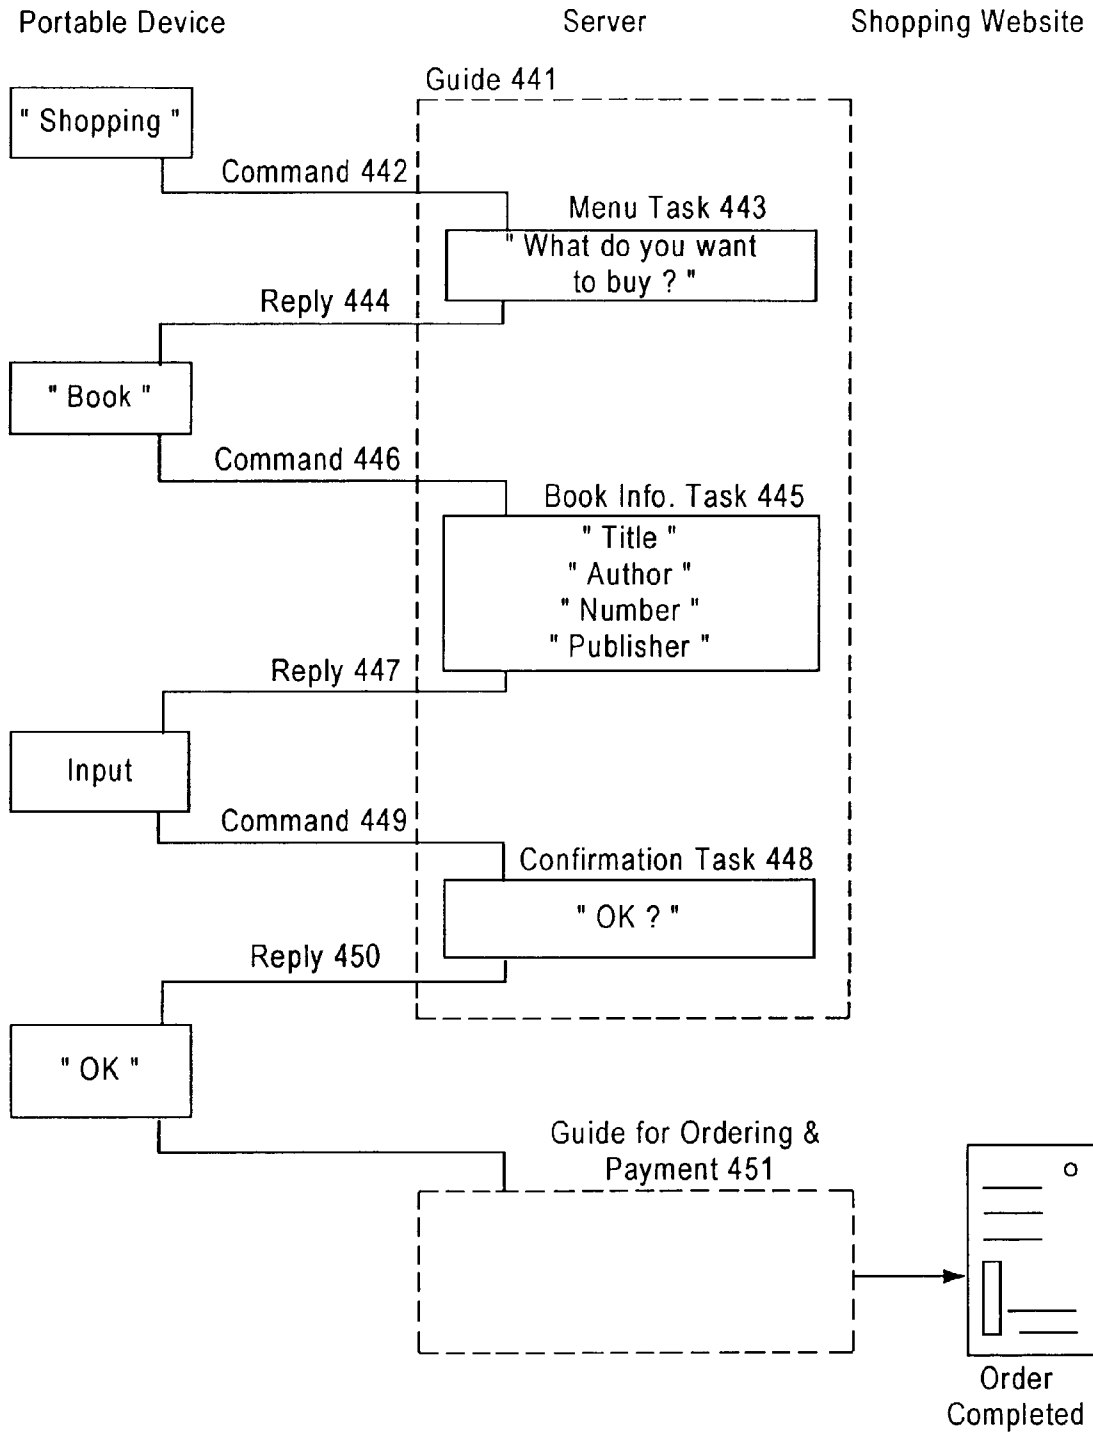 Portable Device
Server
Shopping Website
Guide 441
" Shopping "
Command 442
Menu Task 443
" What do you want
to buy ? "
Reply 444
" Book "
Command 446
Book Info. Task 445
" Title "
" Author "
" Number "
" Publisher "
Reply 447
Input
Command 449
Confirmation Task 448
" OK ? "
Reply 450
" OK "
Guide for Ordering &
Payment 451
Order
Completed